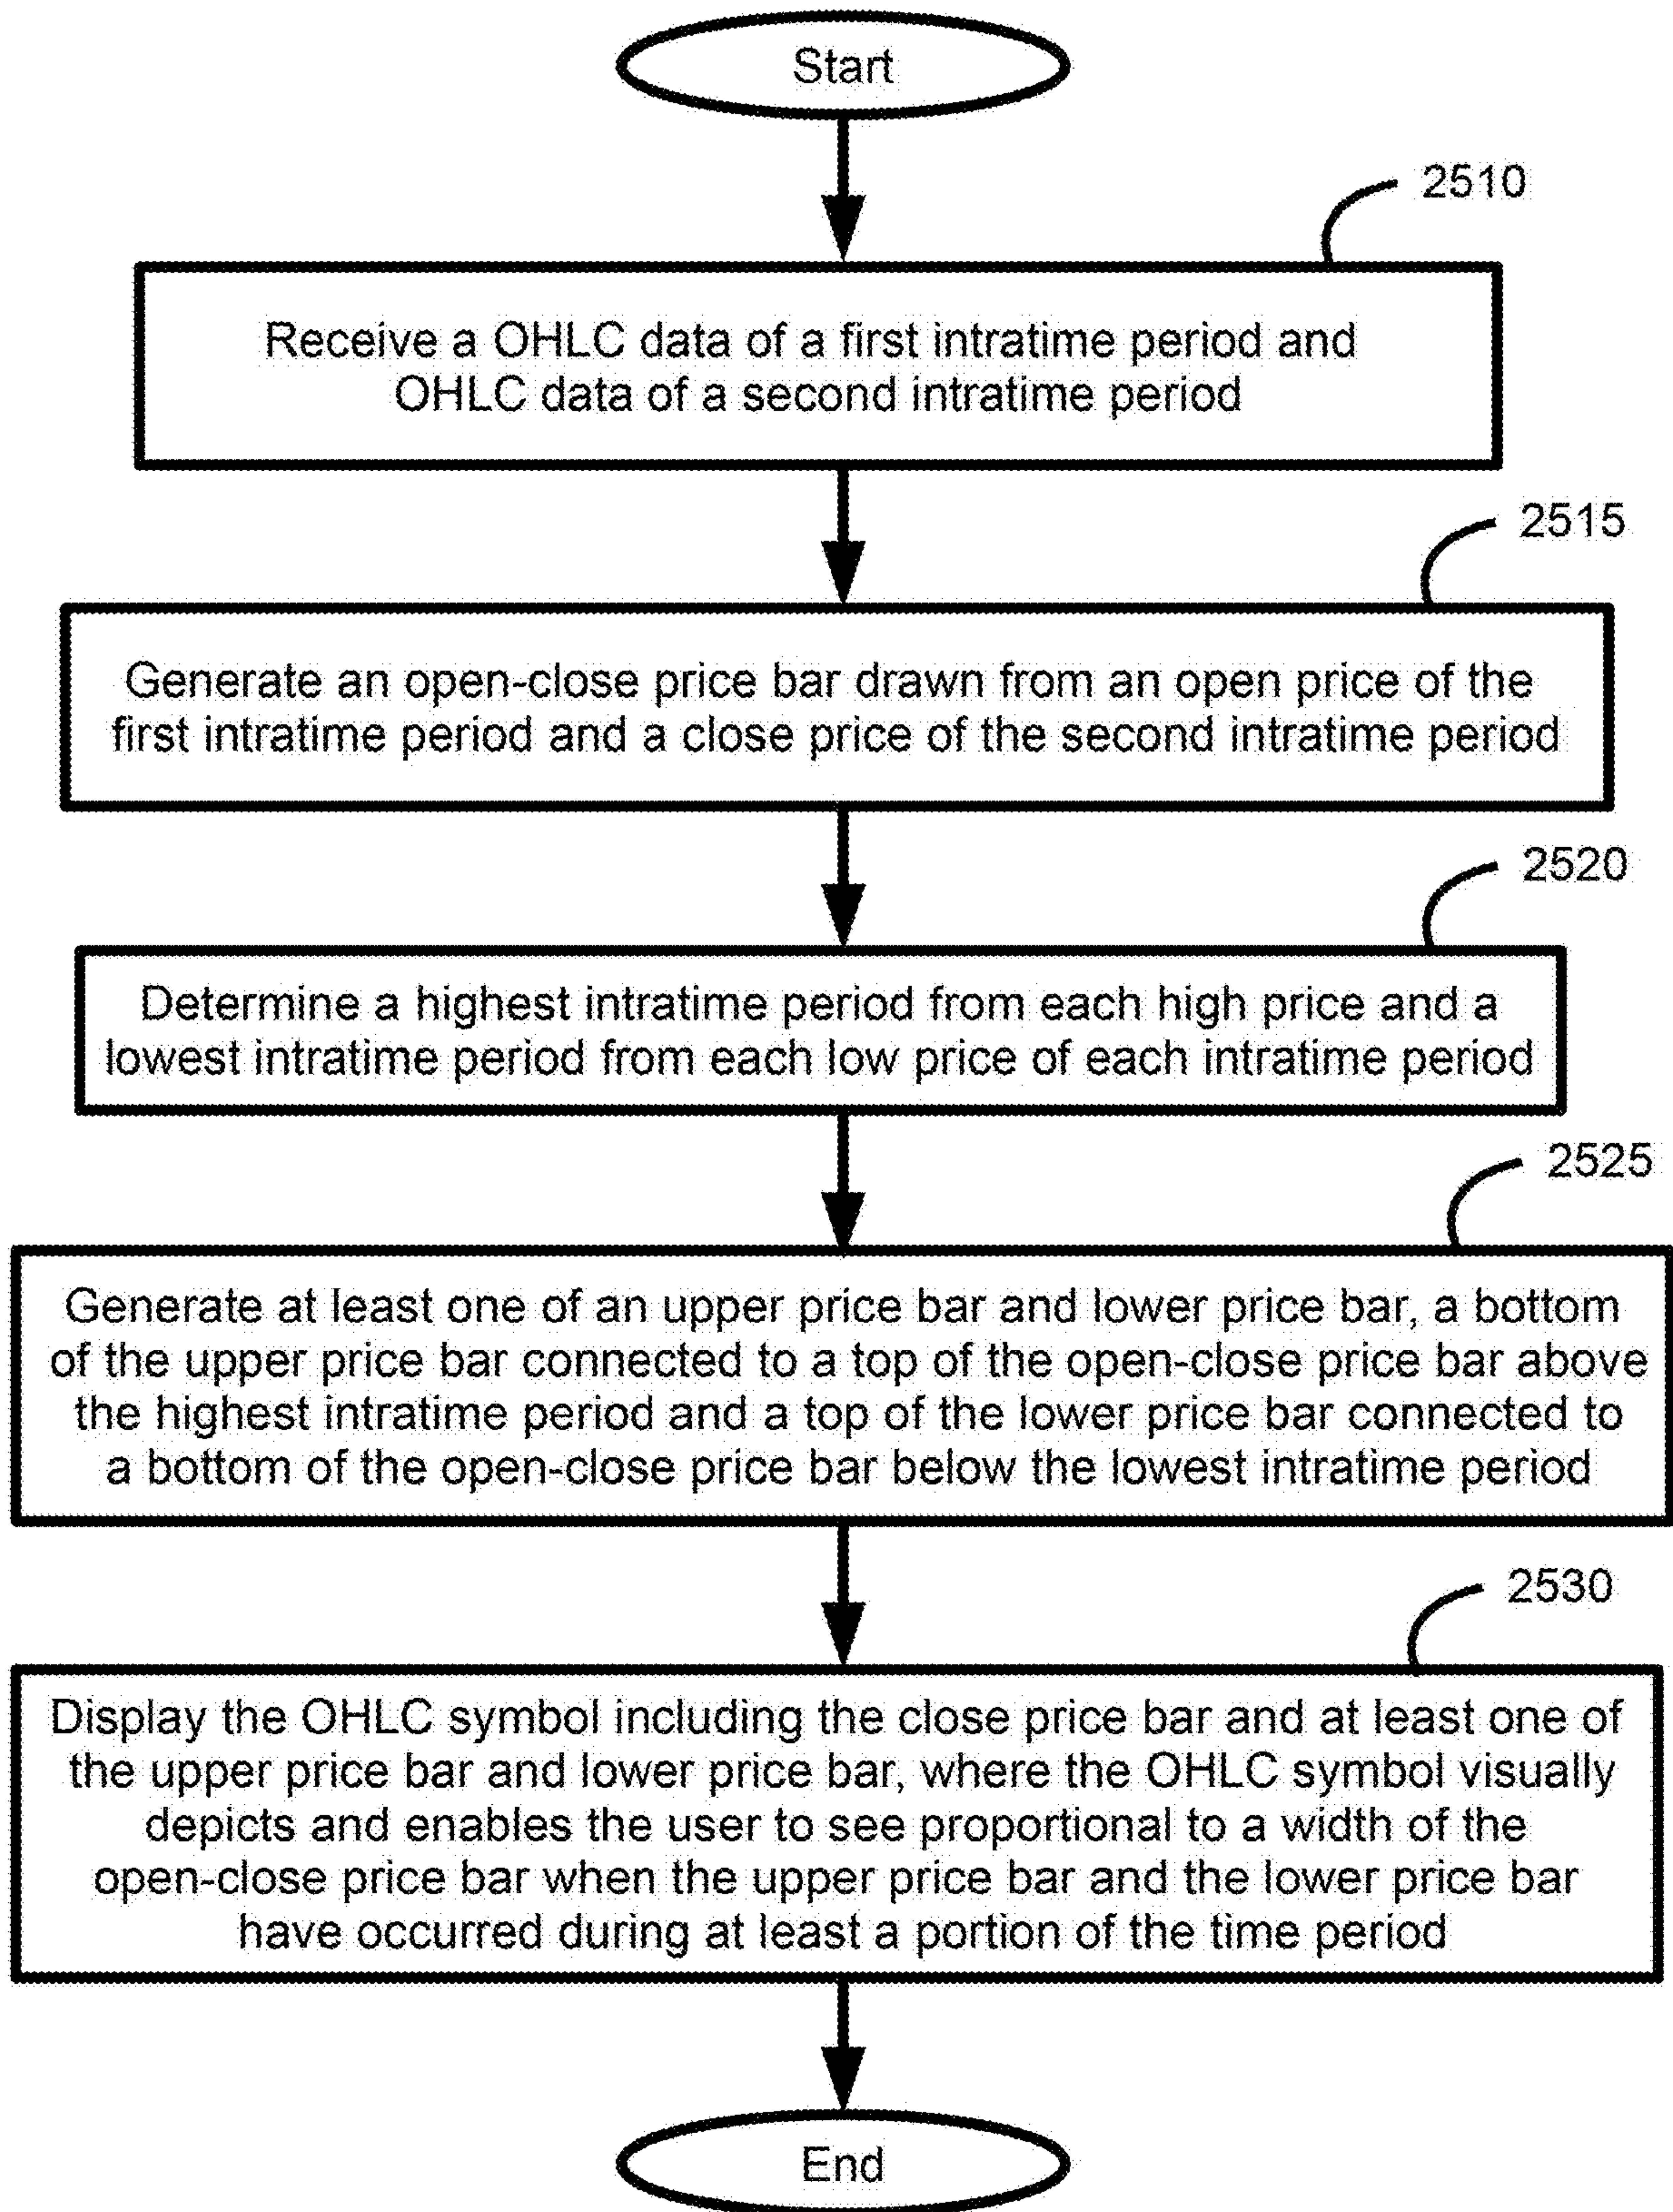 Start
2510
Receive a OHLC data of a first intratime period and
OHLC data of a second intratime period
2515
Generate an open-close price bar drawn from an open price of the
first intratime period and a close price of the second intratime period
2520
Determine a highest intratime period from each high price and a
lowest intratime period from each low price of each intratime period
2525
Generate at least one of an upper price bar and lower price bar, a bottom
of the upper price bar connected to a top of the open-close price bar above
the highest intratime period and a top of the lower price bar connected to
a bottom of the open-close price bar below the lowest intratime period
2530
Display the OHLC symbol including the close price bar and at least one of
the upper price bar and lower price bar, where the OHLC symbol visually
depicts and enables the user to see proportional to a width of the
open-close price bar when the upper price bar and the lower price bar
have occurred during at least a portion of the time period
End